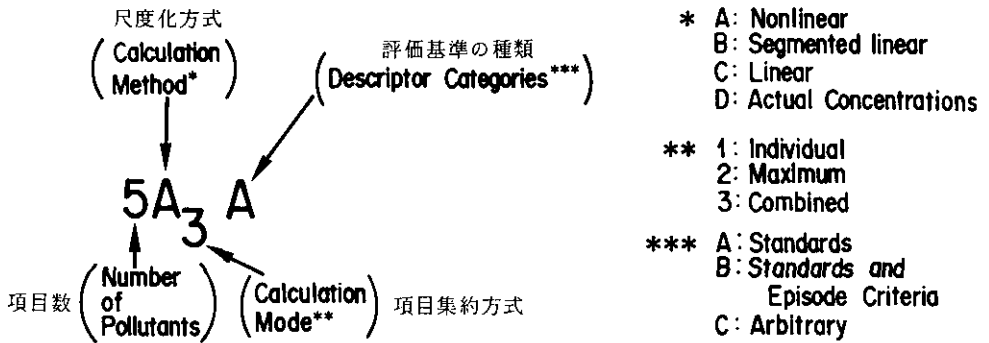 尺度化方式
(Calculation
Method*)
評価基準の種類
(Descriptor Categories***)
5A3 A
項目数
(Number
of
Pollutants)
(Calculation
Mode**)
項目集約方式
* A: Nonlinear
B: Segmented linear
C: Linear
D: Actual Concentrations
** 1: Individual
2: Maximum
3: Combined
*** A: Standards
B: Standards and
Episode Criteria
C: Arbitrary